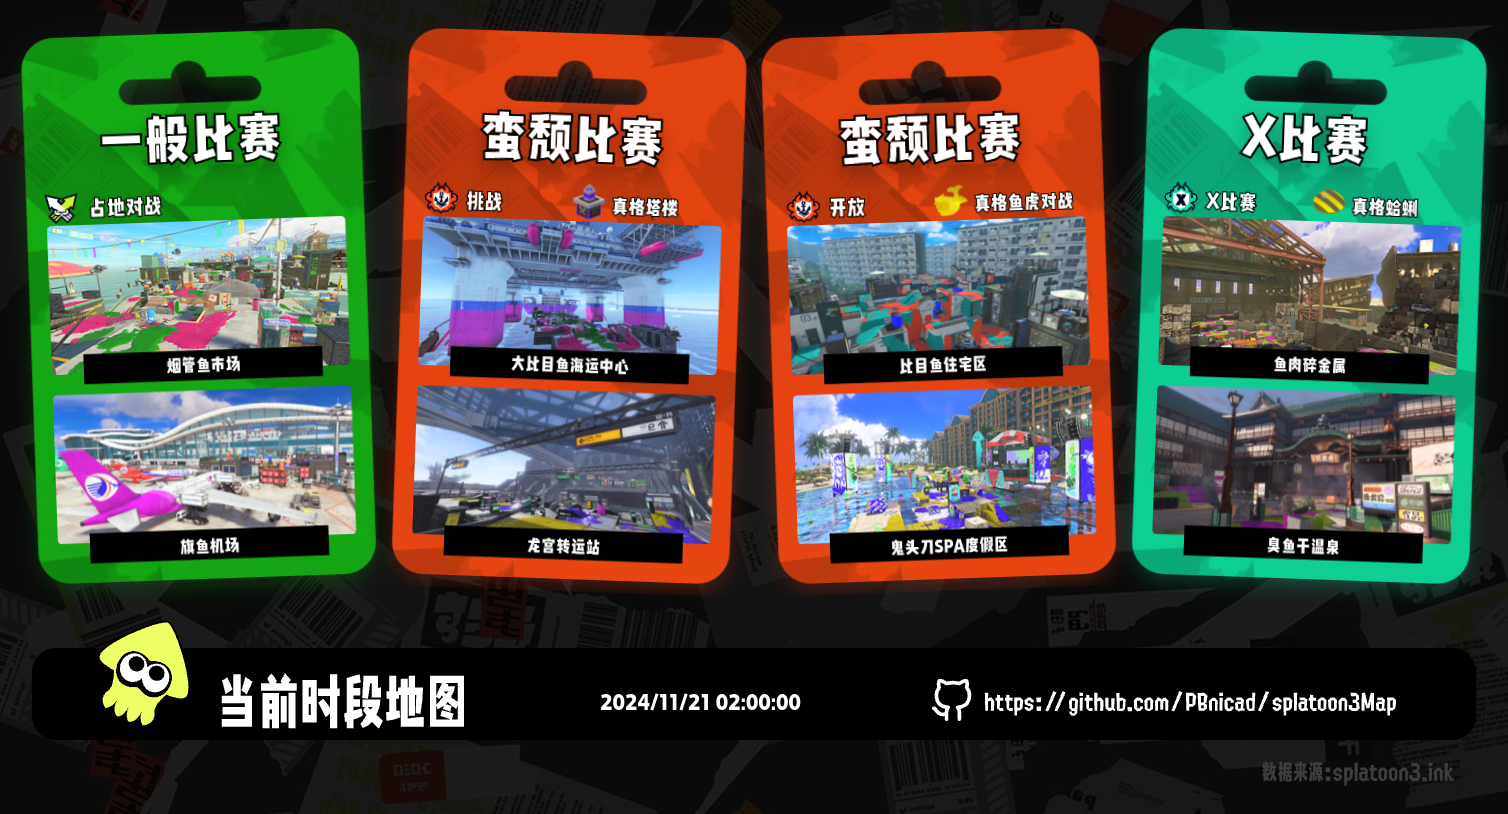 一般比赛
占地对战
烟管鱼市场
旗鱼机场
蛮颓比赛
挑战
真格塔楼
大比目鱼海运中心
龙宫转运站
蛮颓比赛
开放
真格鱼虎对战
比目鱼住宅区
鬼头刀SPA度假区
X比赛
X比赛
真格蛤蜊
鱼肉碎金属
臭鱼干温泉
当前时段地图
2024/11/21 02:00:00
https://github.com/PBnicad/splatoon3Map
数据来源:splatoon3.ink